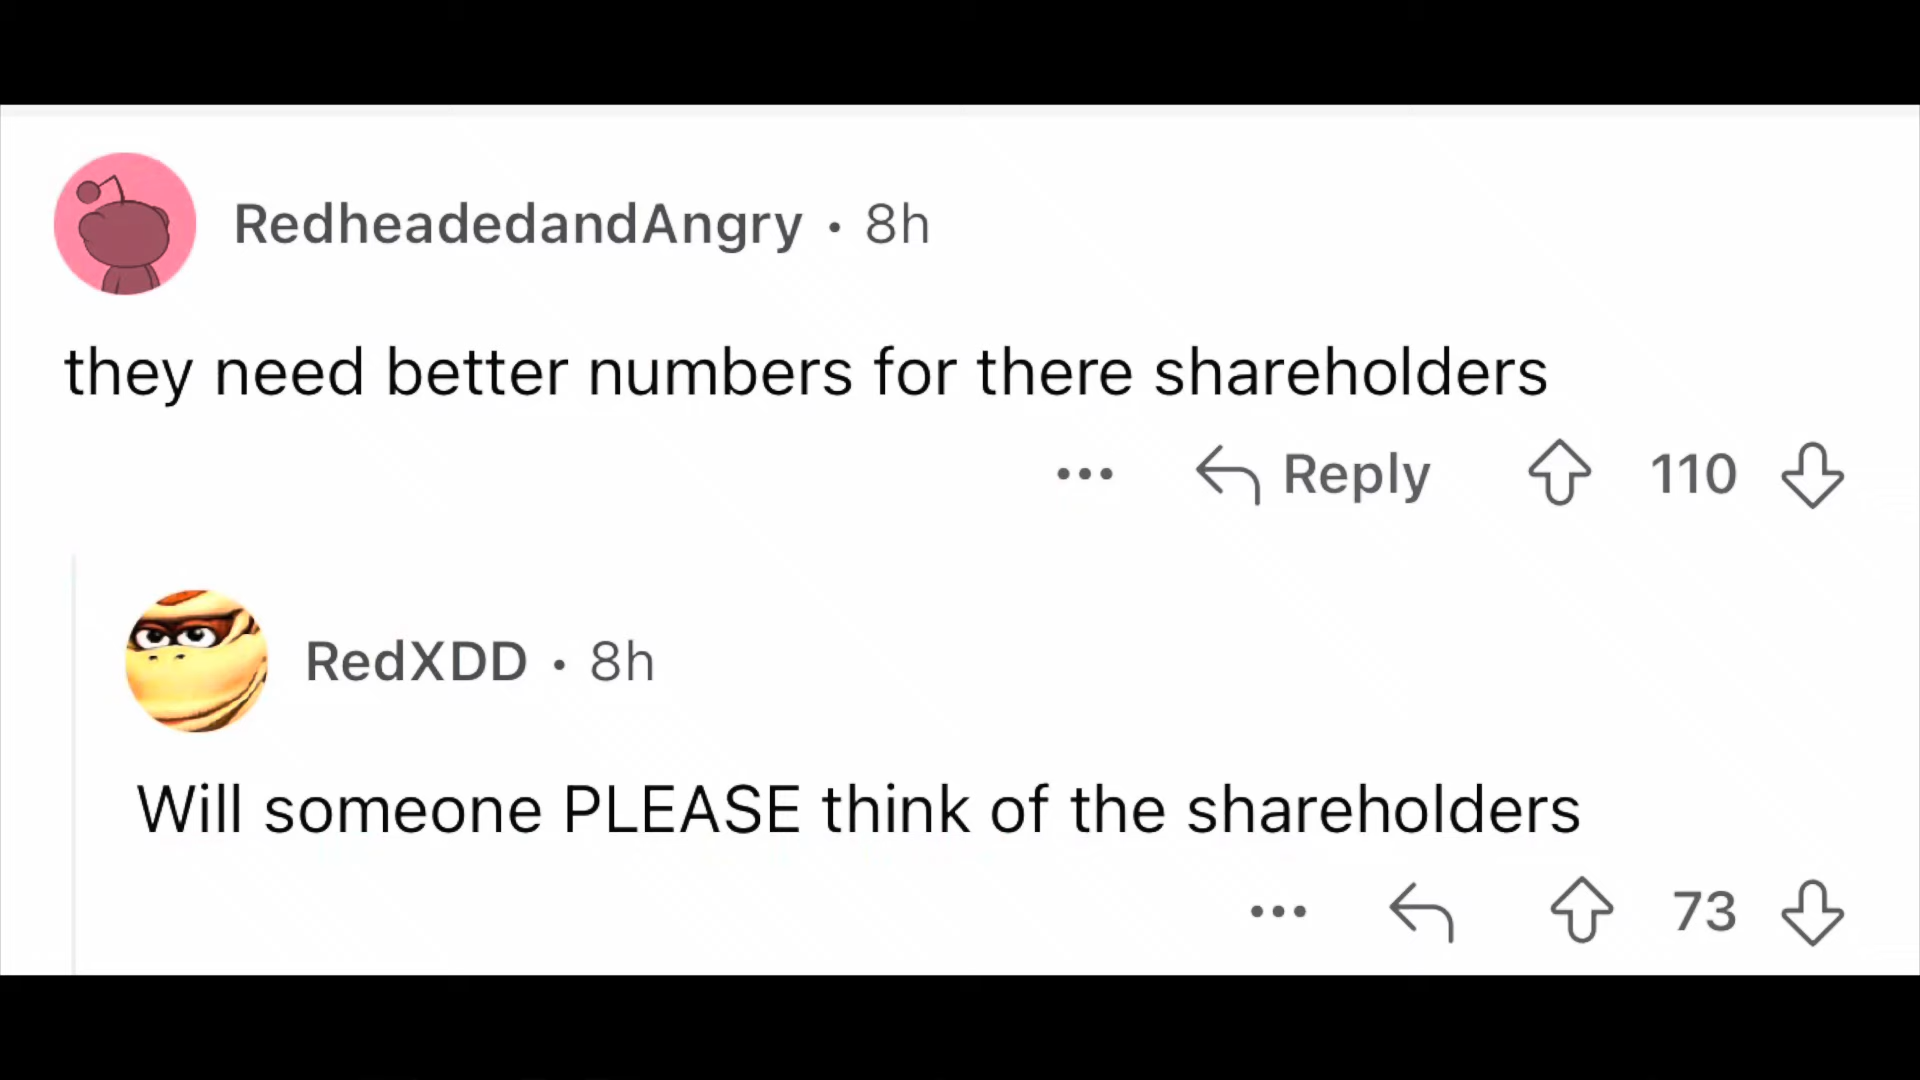 RedheadedandAngry • 8h
they need better numbers for there shareholders
... Reply 110
RedXDD • 8h
Will someone PLEASE think of the shareholders
... 73